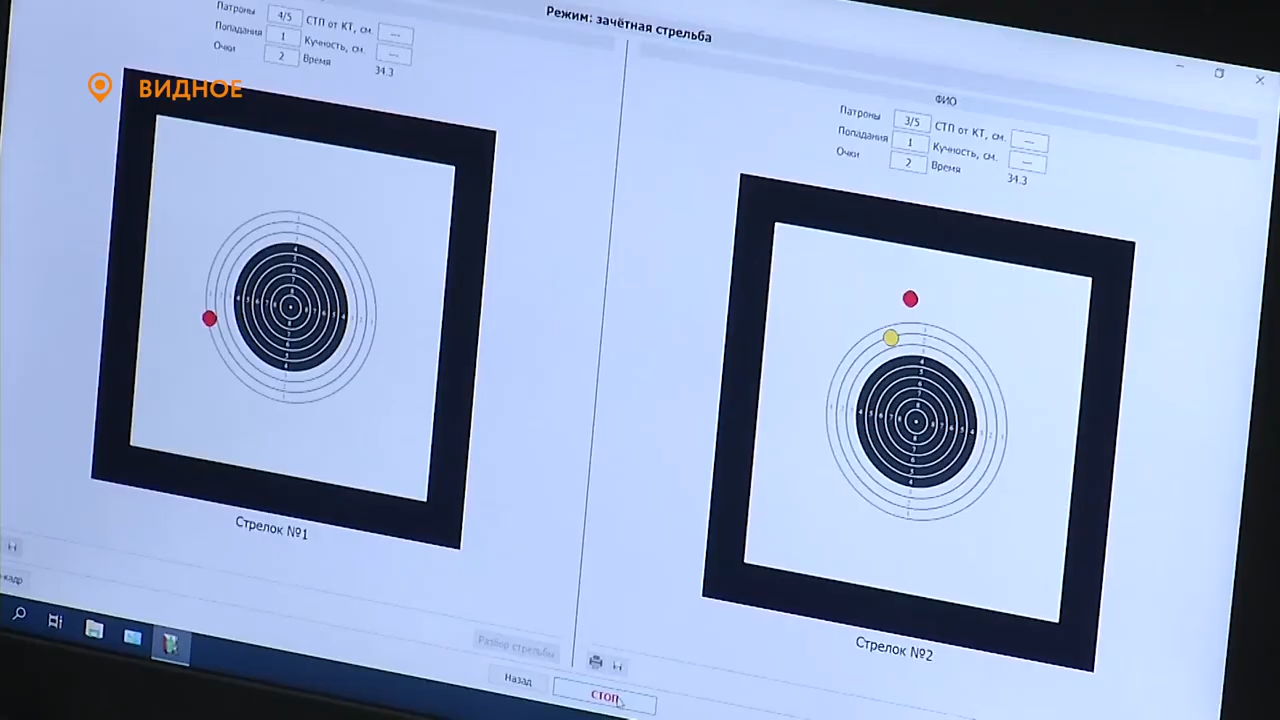 Режим: зачётная стрельба
Патроны 4/5 СТП от КТ, см. ---
Попадания 1 Кучность, см. ---
Очки 2 Время 34.3
ВИДНОЕ
Стрелок №1
ФИО
Патроны 3/5 СТП от КТ, см. ---
Попадания 1 Кучность, см. ---
Очки 2 Время 34.3
Стрелок №2
кадр
Разбор стрельбы
Назад
СТОП